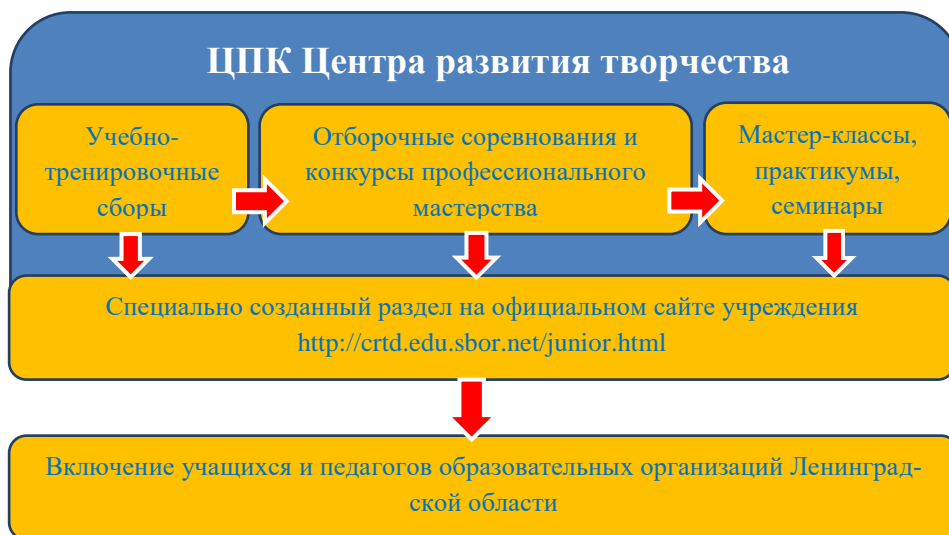 ЦПК Центра развития творчества
Учебно-
тренировочные
сборы
Отборочные соревнования и
конкурсы профессионального
мастерства
Мастер-классы,
практикумы,
семинары
Специально созданный раздел на официальном сайте учреждения
http://crtd.edu.sbor.net/junior.html
Включение учащихся и педагогов образовательных организаций Ленинград-
ской области